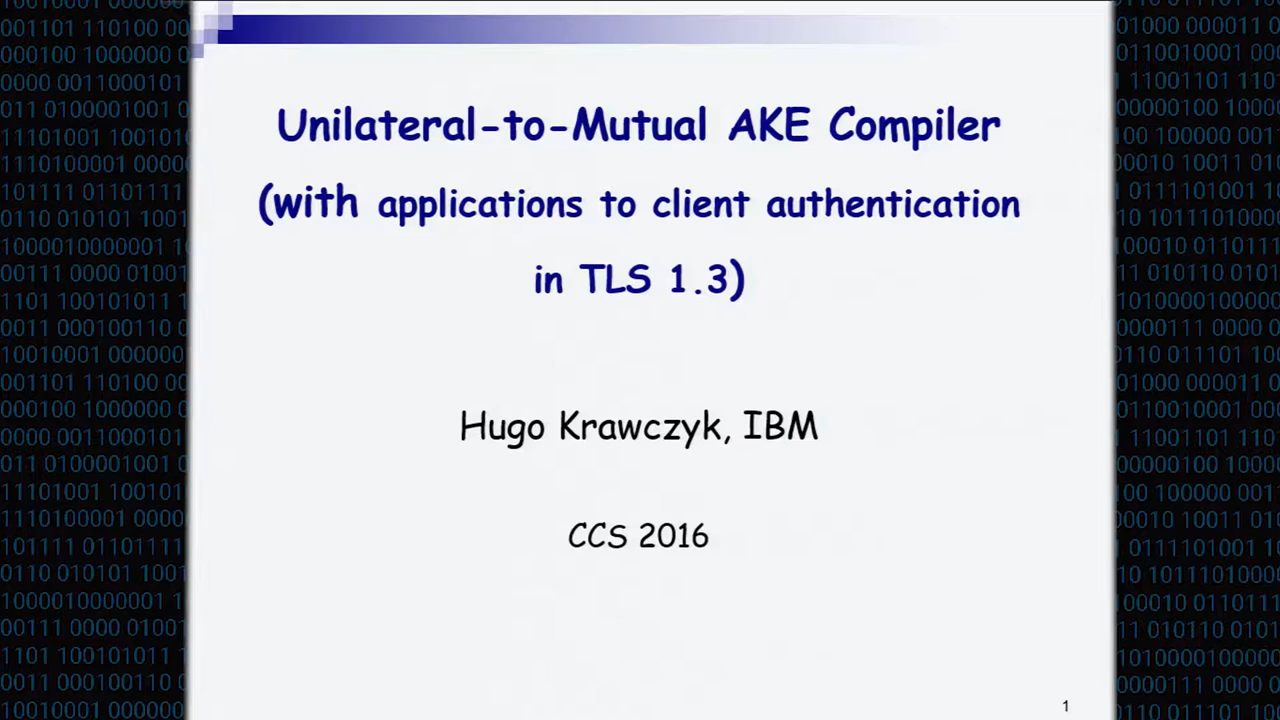 Unilateral-to-Mutual AKE Compiler
(with applications to client authentication
in TLS 1.3)
Hugo Krawczyk, IBM
CCS 2016
1